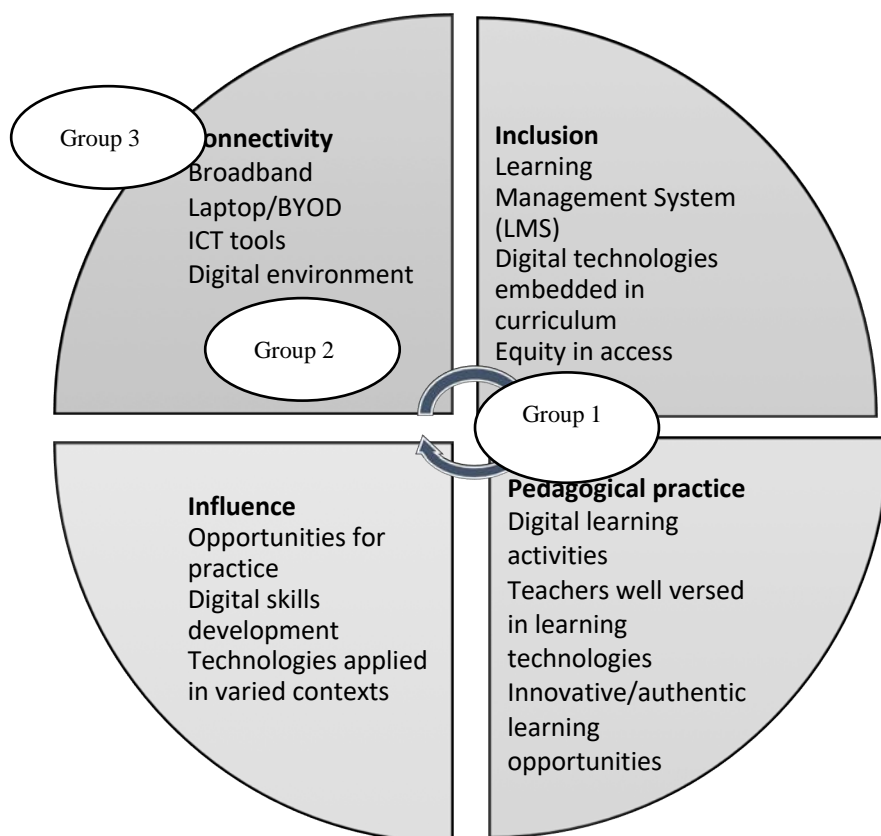 Group 3
onnectivity
Broadband
Laptop/BYOD
ICT tools
Digital environment
Group 2
Inclusion
Learning
Management System
(LMS)
Digital technologies
embedded in
curriculum
Equity in access
Group 1
Influence
Opportunities for
practice
Digital skills
development
Technologies applied
in varied contexts
Pedagogical practice
Digital learning
activities
Teachers well versed
in learning
technologies
Innovative/authentic
learning
opportunities